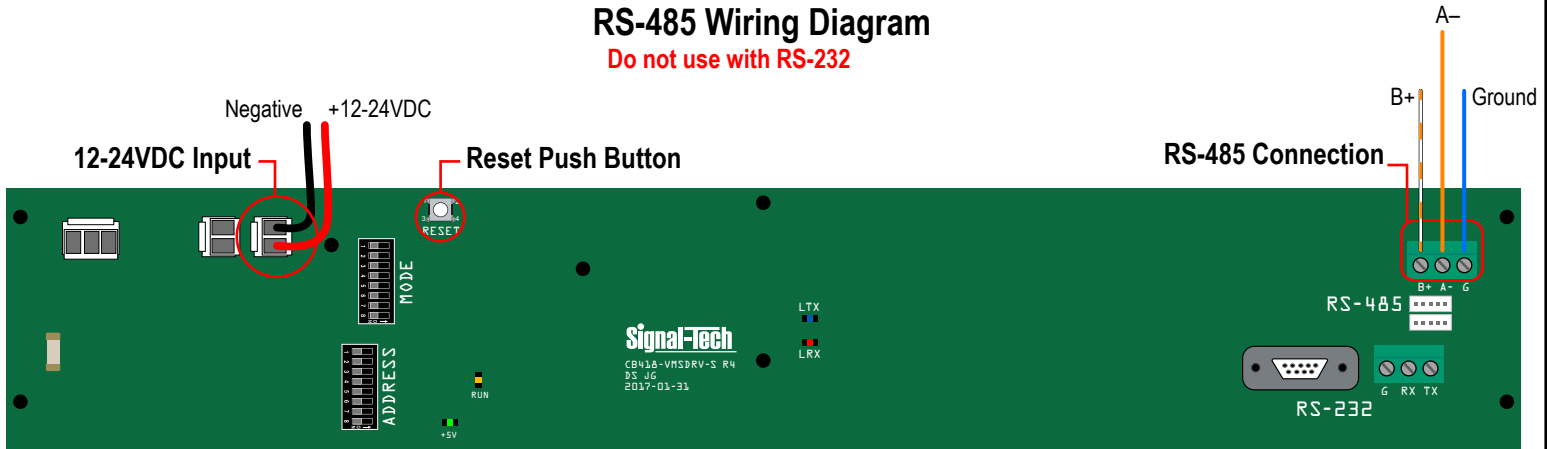 RS-485 Wiring Diagram
Do not use with RS-232
A–
Negative
+12-24VDC
B+
Ground
12-24VDC Input
Reset Push Button
RS-485 Connection
RESET
MODE
ADDRESS
RUN
+5V
Signal-Tech
CB418-VMSDRV-S R4
DS JG
2017-01-31
LTX
LRX
B+ A- G
RS-485
RS-232
G RX TX